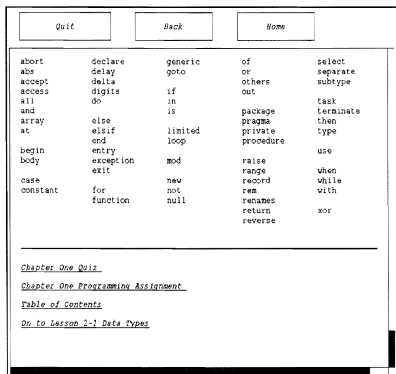 Quit Back Home
abort declare generic of select
abs delay goto or separate
accept delta others subtype
access digits if out
all do in task
and is package terminate
array else pragma then
at elsif limited private type
end loop procedure
begin entry use
body exception mod raise
exit range when
case new record while
constant for not rem with
function null renames
return xor
reverse
Chapter One Quiz
Chapter One Programming Assignment
Table of Contents
On to Lesson 2-1 Data Types